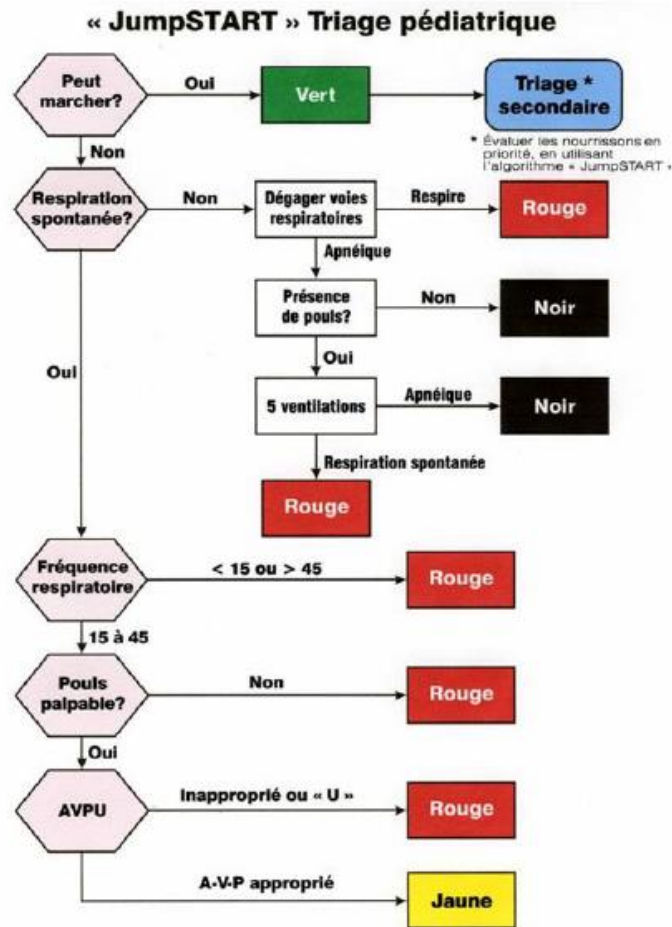 « JumpSTART » Triage pédiatrique
Peut
marcher?
Oui
Vert
Triage *
secondaire
* Évaluer les nourrissons en
priorité, en utilisant
l'algorithme « JumpSTART »
Non
Respiration
spontanée?
Non
Dégager voies
respiratoires
Respire
Rouge
Apnéique
Présence
de pouls?
Non
Noir
Oui
Oui
5 ventilations
Apnéique
Noir
Respiration spontanée
Rouge
Fréquence
respiratoire
< 15 ou > 45
Rouge
15 à 45
Pouls
palpable?
Non
Rouge
Oui
AVPU
Inapproprié ou « U »
Rouge
A-V-P approprié
Jaune